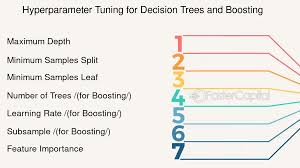 Hyperparameter Tuning for Decision Trees and Boosting
Maximum Depth
1
Minimum Samples Split
2
Minimum Samples Leaf
3
Number of Trees /(for Boosting/)
4
Learning Rate /(for Boosting/)
5
Subsample /(for Boosting/)
6
Feature Importance
7
FasterCapital